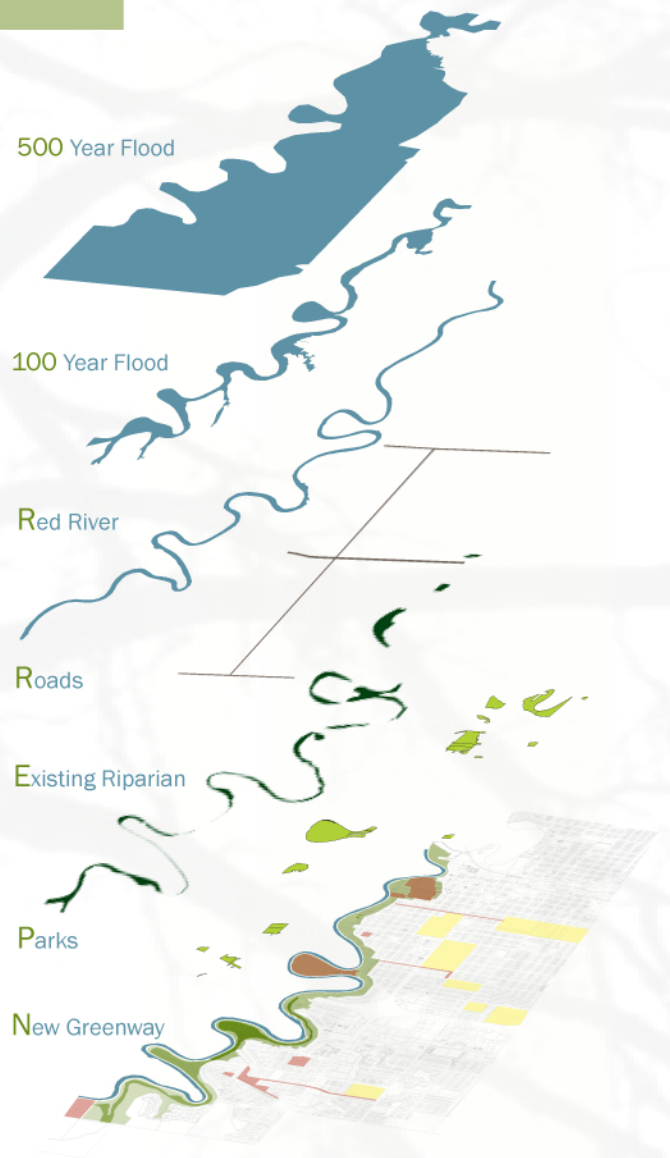 500 Year Flood
100 Year Flood
Red River
Roads
Existing Riparian
Parks
New Greenway